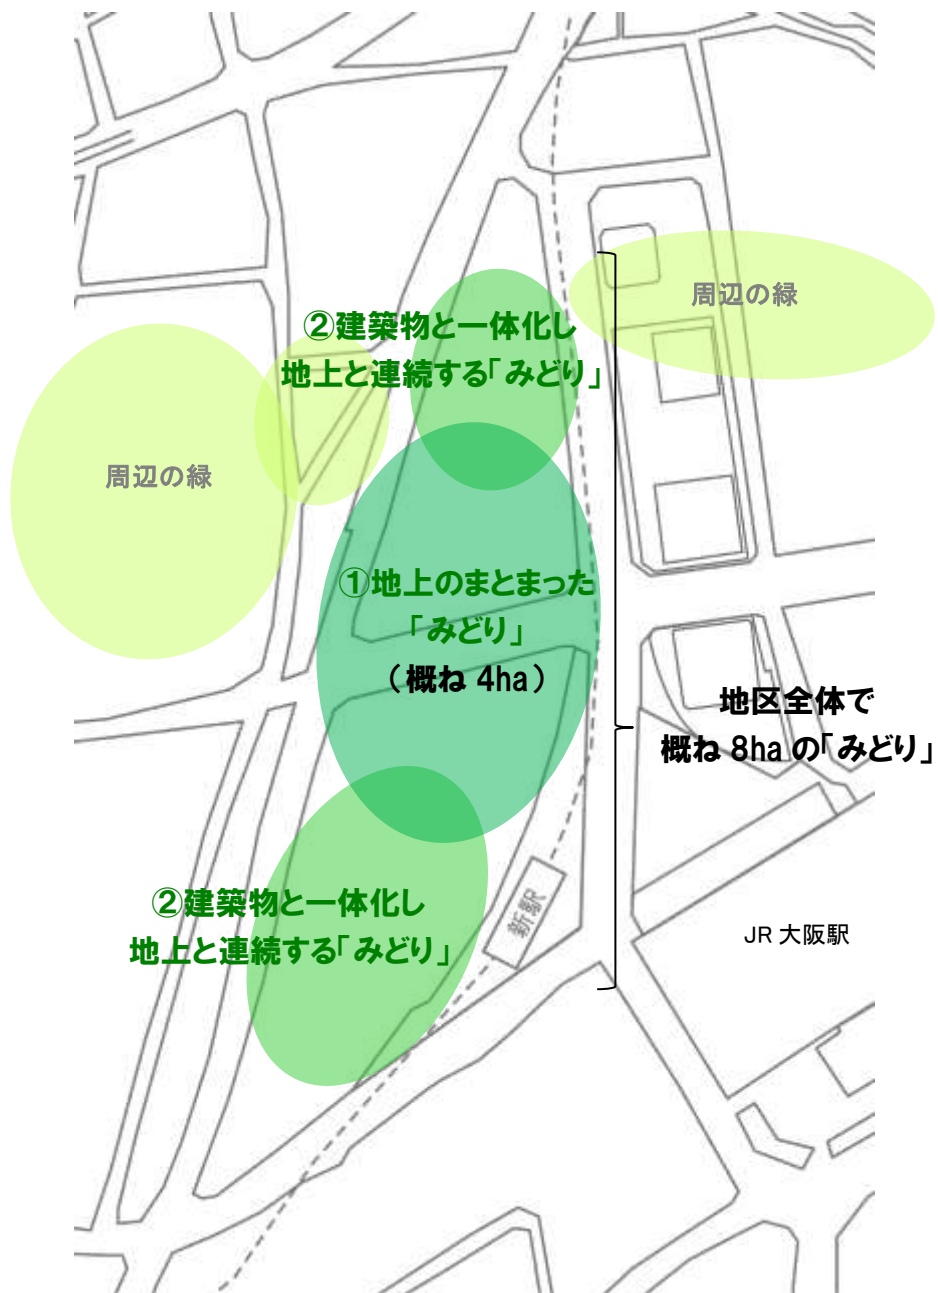 周辺の緑
②建築物と一体化し
地上と連続する「みどり」
周辺の緑
①地上のまとまった
「みどり」
（概ね 4ha）
地区全体で
概ね 8ha の「みどり」
②建築物と一体化し
地上と連続する「みどり」
新駅
JR 大阪駅